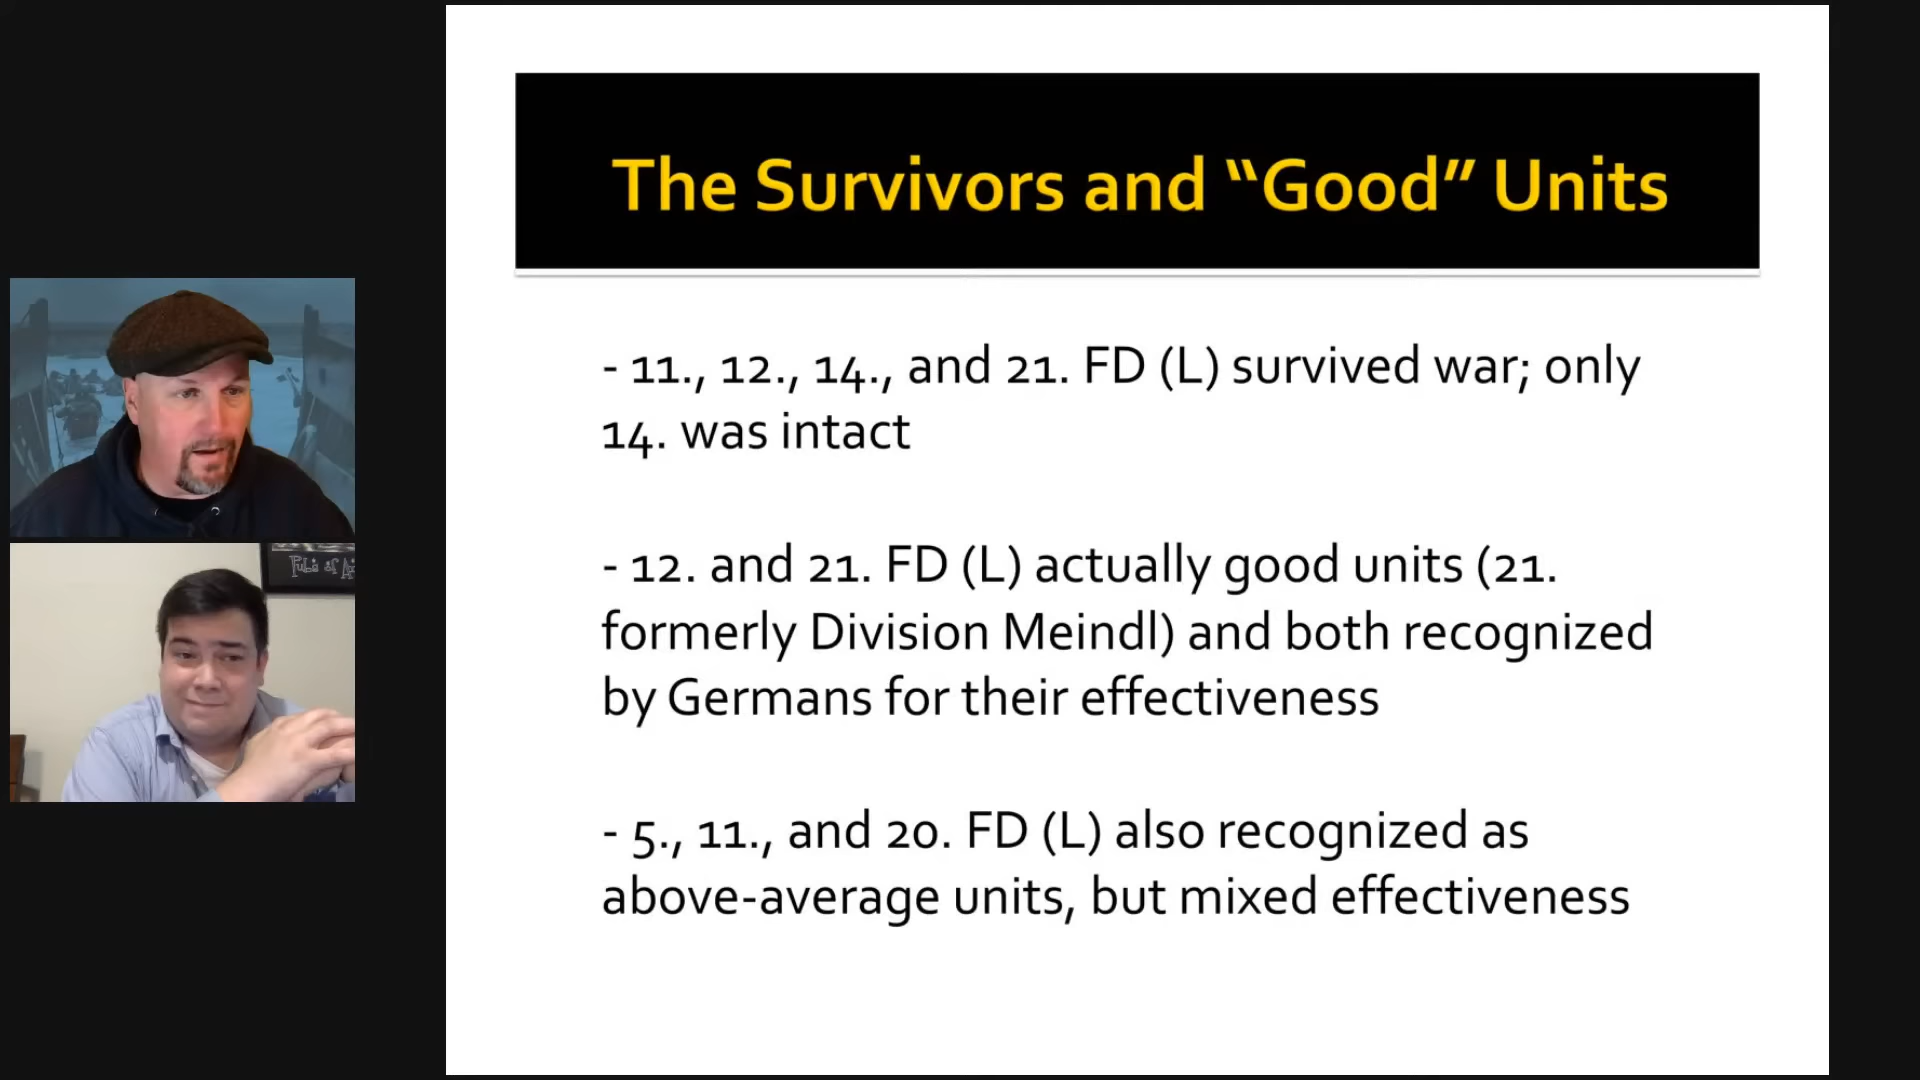 The Survivors and “Good” Units
- 11., 12., 14., and 21. FD (L) survived war; only
14. was intact
- 12. and 21. FD (L) actually good units (21.
formerly Division Meindl) and both recognized
by Germans for their effectiveness
- 5., 11., and 20. FD (L) also recognized as
above-average units, but mixed effectiveness
Pubs of